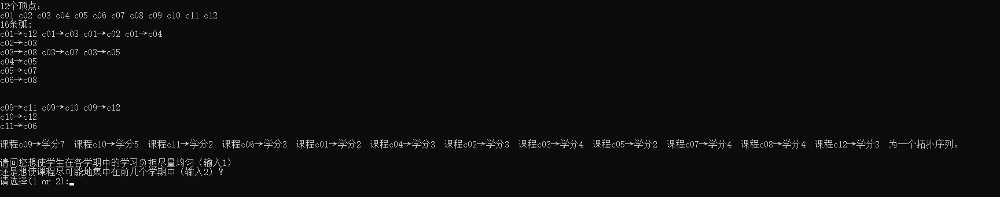 12个顶点:
c01 c02 c03 c04 c05 c06 c07 c08 c09 c10 c11 c12
16条弧:
c01→c12 c01→c03 c01→c02 c01→c04
c02→c03
c03→c08 c03→c07 c03→c05
c04→c05
c05→c07
c06→c08
c09→c11 c09→c10 c09→c12
c10→c12
c11→c06
课程c09→学分7 课程c10→学分5 课程c11→学分2 课程c06→学分3 课程c01→学分2 课程c04→学分3 课程c02→学分3 课程c03→学分4 课程c05→学分2 课程c07→学分4 课程c08→学分4 课程c12→学分3 为一个拓扑序列。
请问您想使学生在各学期中的学习负担尽量均匀（输入1）
还是想使课程尽可能地集中在前几个学期中（输入2）？
请选择(1 or 2):